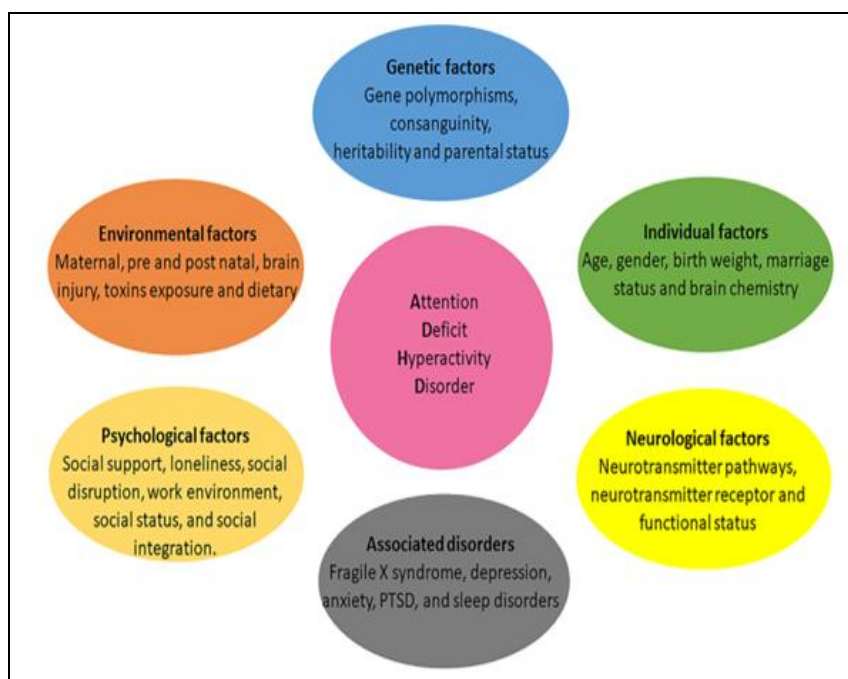 Genetic factors
Gene polymorphisms,
consanguinity,
heritability and parental status
Environmental factors
Maternal, pre and post natal, brain
injury, toxins exposure and dietary
Individual factors
Age, gender, birth weight, marriage
status and brain chemistry
Attention
Deficit
Hyperactivity
Disorder
Psychological factors
Social support, loneliness, social
disruption, work environment,
social status, and social
integration.
Neurological factors
Neurotransmitter pathways,
neurotransmitter receptor and
functional status
Associated disorders
Fragile X syndrome, depression,
anxiety, PTSD, and sleep disorders